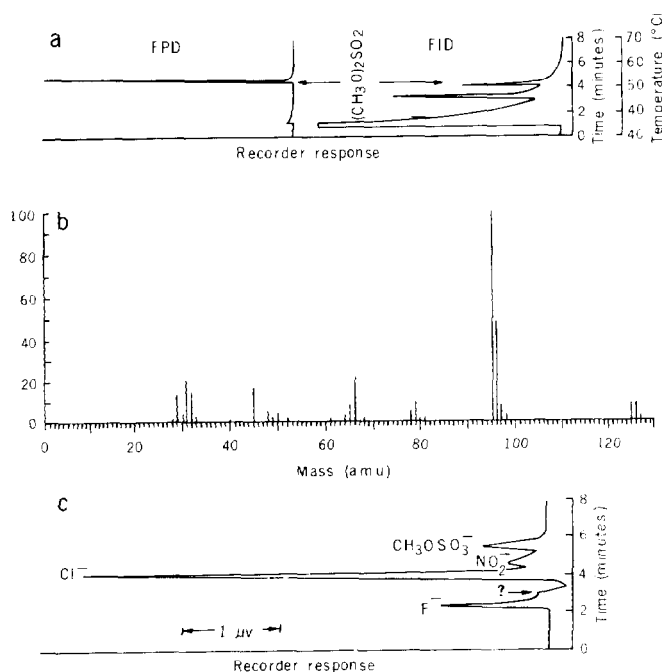 a
FPD
(CH3O)2SO2
FID
8
6
4
2
0
Time (minutes)
70
60
50
40
40
Temperature (°C)
Recorder response
b
100
80
60
40
20
0
0 20 40 60 80 100 120
Mass (amu)
c
CH3OSO3−
NO2−
Cl−
?
F−
1 μv
8
6
4
2
0
Time (minutes)
Recorder response